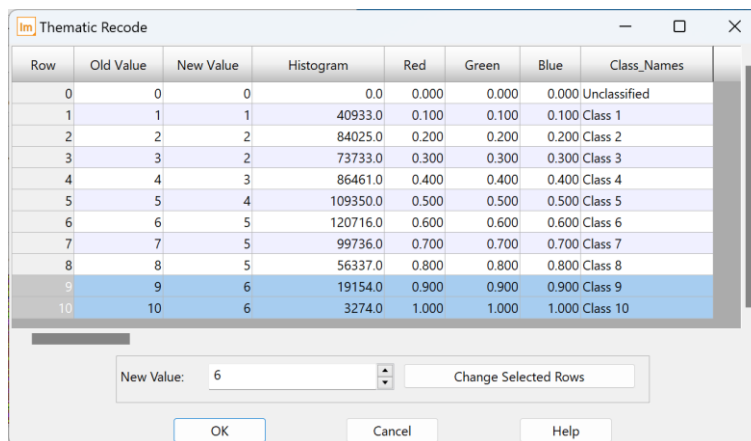 Im Thematic Recode
Row Old Value New Value Histogram Red Green Blue Class_Names
0 0 0 0.0 0.000 0.000 0.000 Unclassified
1 1 1 40933.0 0.100 0.100 0.100 Class 1
2 2 2 84025.0 0.200 0.200 0.200 Class 2
3 3 2 73733.0 0.300 0.300 0.300 Class 3
4 4 3 86461.0 0.400 0.400 0.400 Class 4
5 5 4 109350.0 0.500 0.500 0.500 Class 5
6 6 5 120716.0 0.600 0.600 0.600 Class 6
7 7 5 99736.0 0.700 0.700 0.700 Class 7
8 8 5 56337.0 0.800 0.800 0.800 Class 8
9 9 6 19154.0 0.900 0.900 0.900 Class 9
10 10 6 3274.0 1.000 1.000 1.000 Class 10
New Value: 6 Change Selected Rows
OK Cancel Help